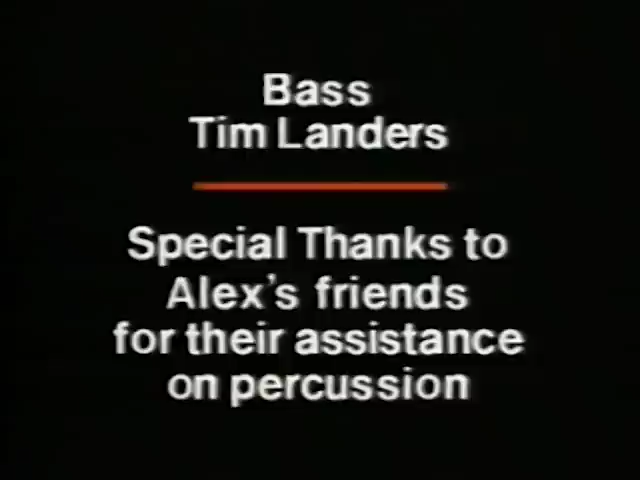 Bass
Tim Landers
Special Thanks to
Alex's friends
for their assistance
on percussion